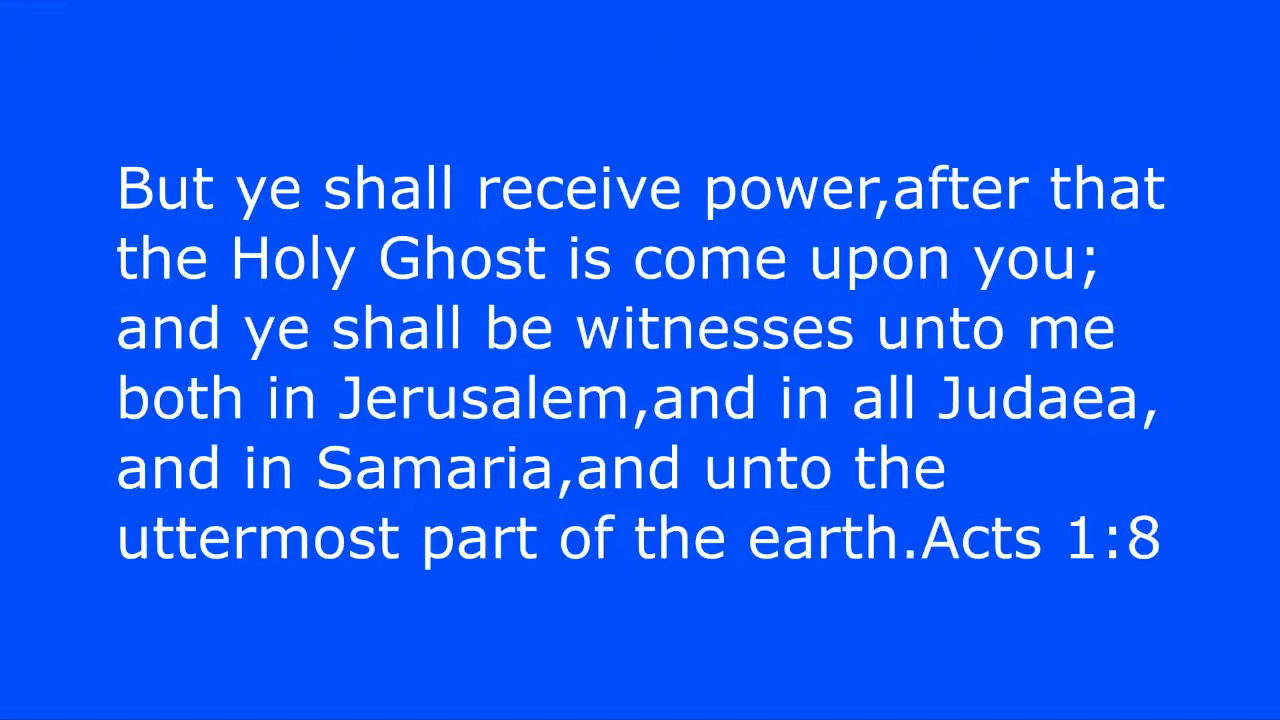 But ye shall receive power,after that
the Holy Ghost is come upon you;
and ye shall be witnesses unto me
both in Jerusalem,and in all Judaea,
and in Samaria,and unto the
uttermost part of the earth.Acts 1:8